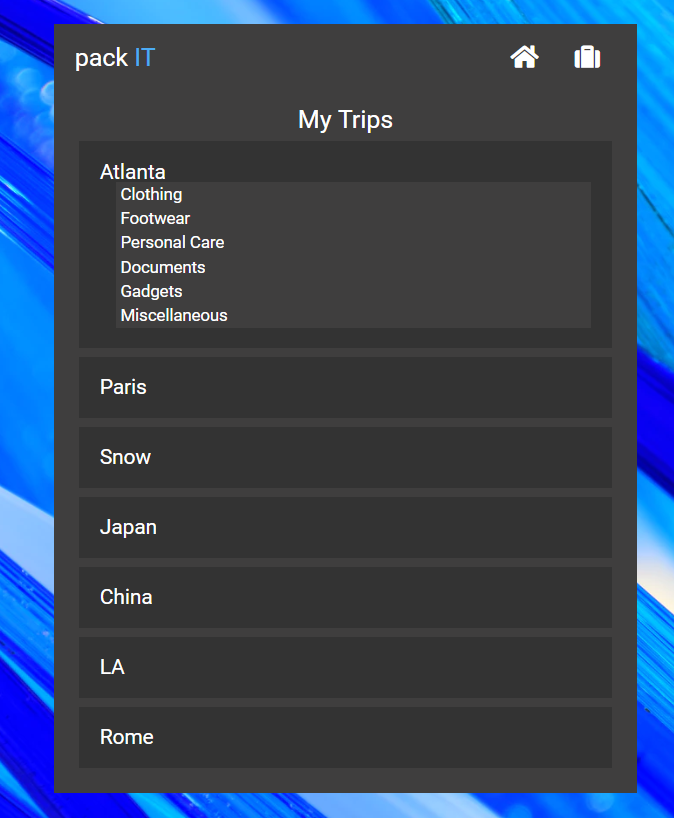 pack IT
My Trips
Atlanta
Clothing
Footwear
Personal Care
Documents
Gadgets
Miscellaneous
Paris
Snow
Japan
China
LA
Rome